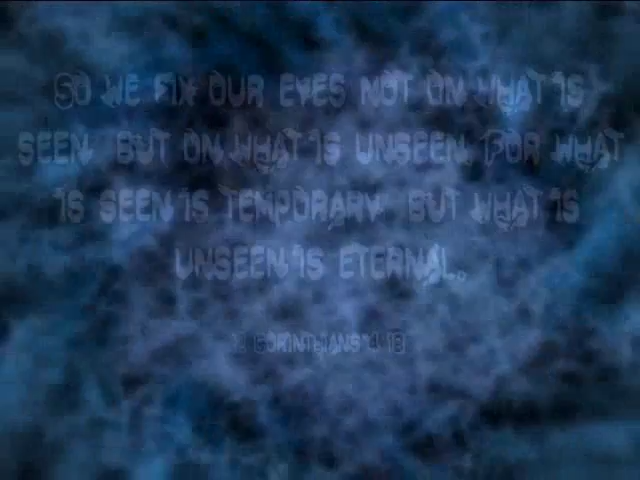 SO WE FIX OUR EYES NOT ON WHAT IS
SEEN, BUT ON WHAT IS UNSEEN. FOR WHAT
IS SEEN IS TEMPORARY, BUT WHAT IS
UNSEEN IS ETERNAL.
2 CORINTHIANS 4:18